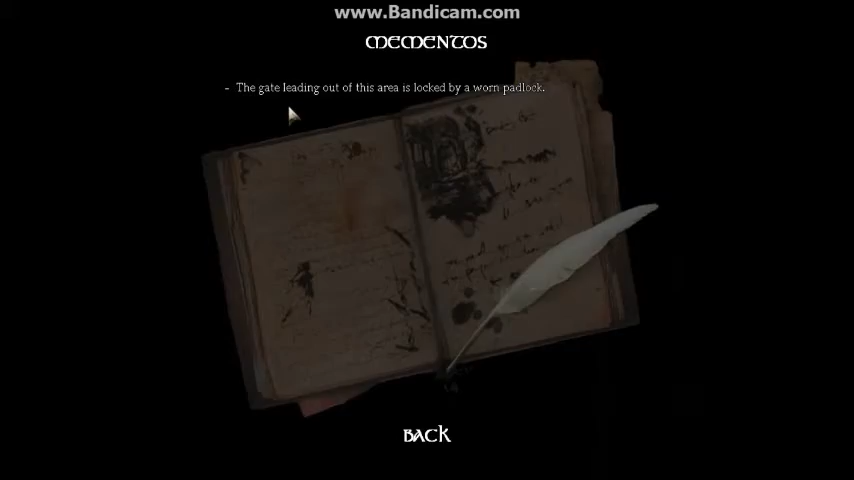 www.Bandicam.com
MEMENTOS
- The gate leading out of this area is locked by a worn padlock.
BACK